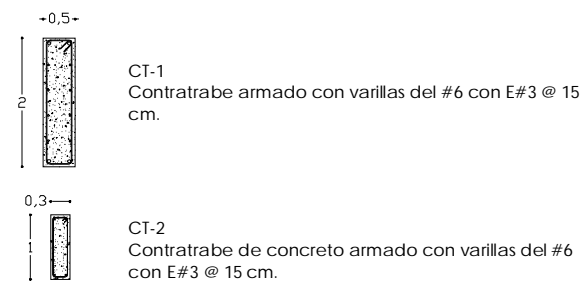 0,5
2
CT-1
Contratrabe armado con varillas del #6 con E#3 @ 15
cm.
0,3
1
CT-2
Contratrabe de concreto armado con varillas del #6
con E#3 @ 15 cm.